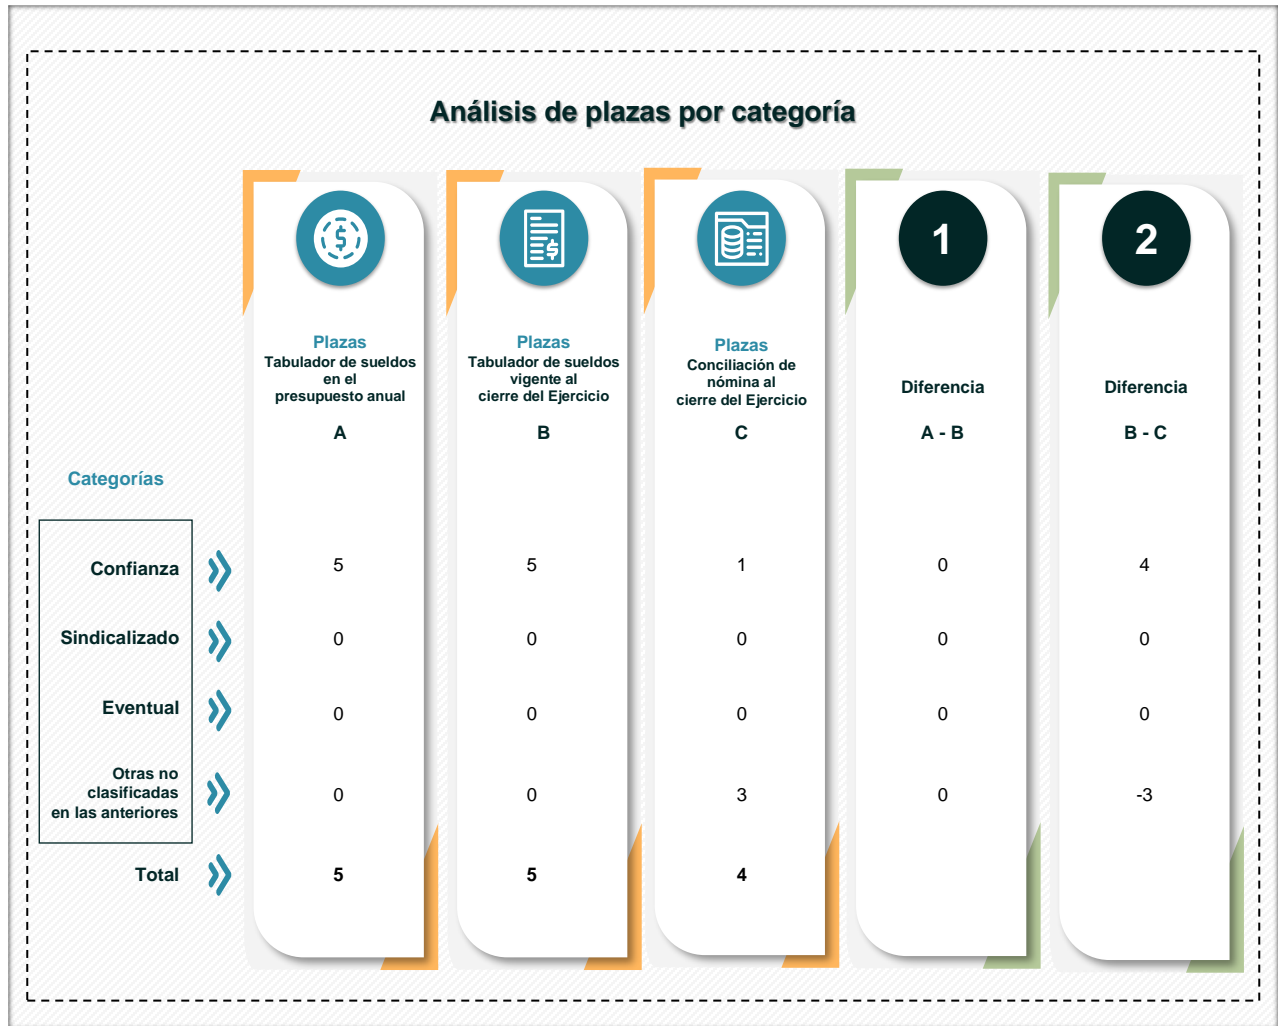 Análisis de plazas por categoría
1
2
Plazas
Tabulador de sueldos
en el
presupuesto anual
A
Plazas
Tabulador de sueldos
vigente al
cierre del Ejercicio
B
Plazas
Conciliación de
nómina al
cierre del Ejercicio
C
Diferencia
A - B
Diferencia
B - C
Categorías
Confianza 5 5 1 0 4
Sindicalizado 0 0 0 0 0
Eventual 0 0 0 0 0
Otras no
clasificadas
en las anteriores
0 0 3 0 -3
Total 5 5 4